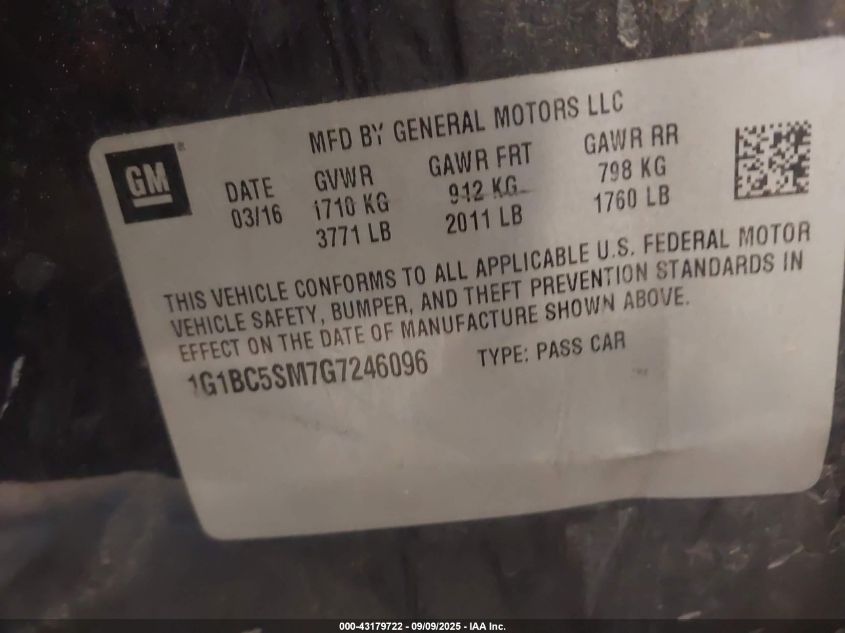 MFD BY GENERAL MOTORS LLC
GM
DATE GVWR GAWR FRT GAWR RR
03/16 1710 KG 912 KG 798 KG
3771 LB 2011 LB 1760 LB
THIS VEHICLE CONFORMS TO ALL APPLICABLE U.S. FEDERAL MOTOR
VEHICLE SAFETY, BUMPER, AND THEFT PREVENTION STANDARDS IN
EFFECT ON THE DATE OF MANUFACTURE SHOWN ABOVE.
1G1BC5SM7G7246096 TYPE: PASS CAR
000-43179722 - 09/09/2025 - IAA Inc.